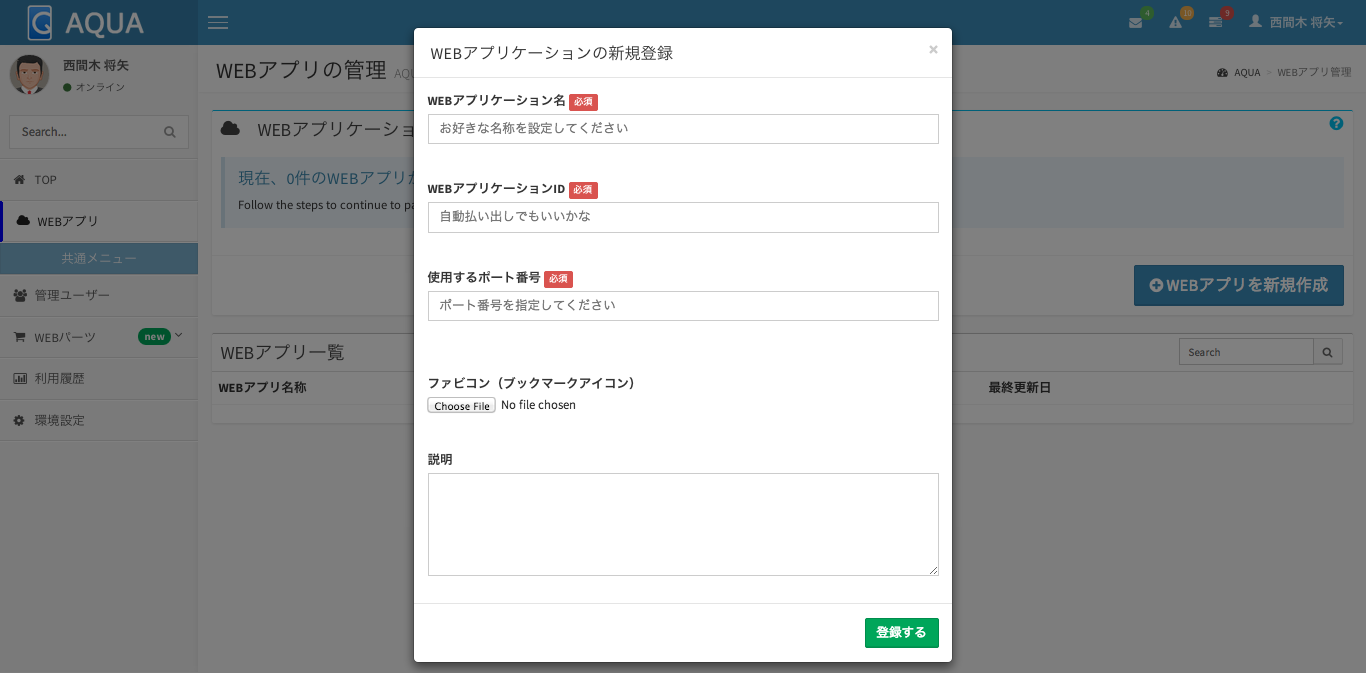 AQUA
4
10
9
西間木 将矢
西間木 将矢
オンライン
Search...
TOP
WEBアプリ
共通メニュー
管理ユーザー
WEBパーツ new
利用履歴
環境設定
WEBアプリの管理
AQUA > WEBアプリ管理
WEBアプリケーショ
現在、0件のWEBアプリ
Follow the steps to continue to
WEBアプリを新規作成
WEBアプリ一覧
Search
WEBアプリ名称
最終更新日
WEBアプリケーションの新規登録 ×
WEBアプリケーション名 必須
お好きな名称を設定してください
WEBアプリケーションID 必須
自動払い出しでもいいかな
使用するポート番号 必須
ポート番号を指定してください
ファビコン（ブックマークアイコン）
Choose File No file chosen
説明
登録する